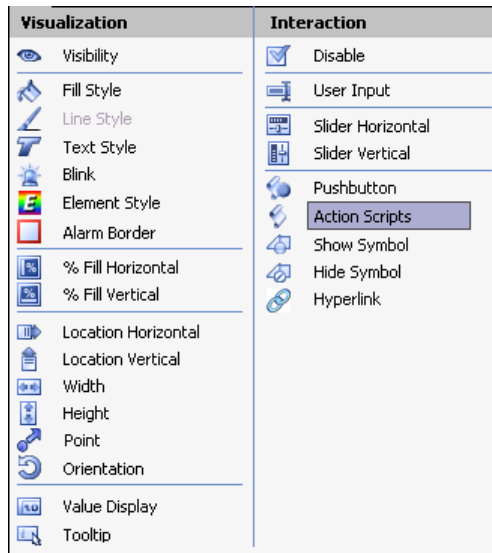 Visualization
Visibility
Fill Style
Line Style
Text Style
Blink
Element Style
Alarm Border
% Fill Horizontal
% Fill Vertical
Location Horizontal
Location Vertical
Width
Height
Point
Orientation
Value Display
Tooltip
Interaction
Disable
User Input
Slider Horizontal
Slider Vertical
Pushbutton
Action Scripts
Show Symbol
Hide Symbol
Hyperlink